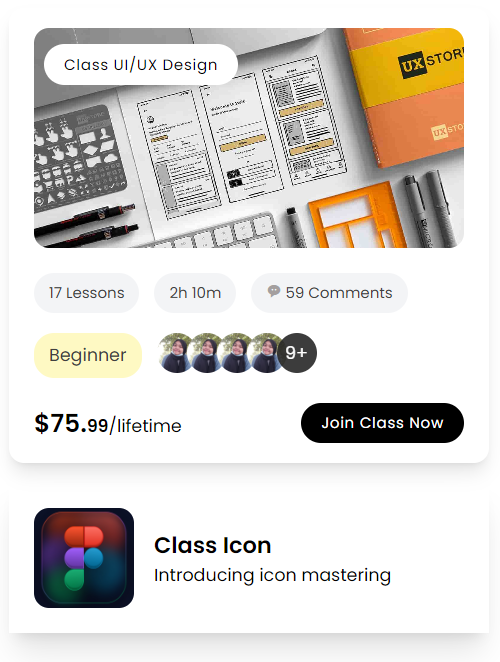 Class UI/UX Design
UX STORE
UX STO
17 Lessons
2h 10m
59 Comments
Beginner
9+
$75.99/lifetime
Join Class Now
Class Icon
Introducing icon mastering